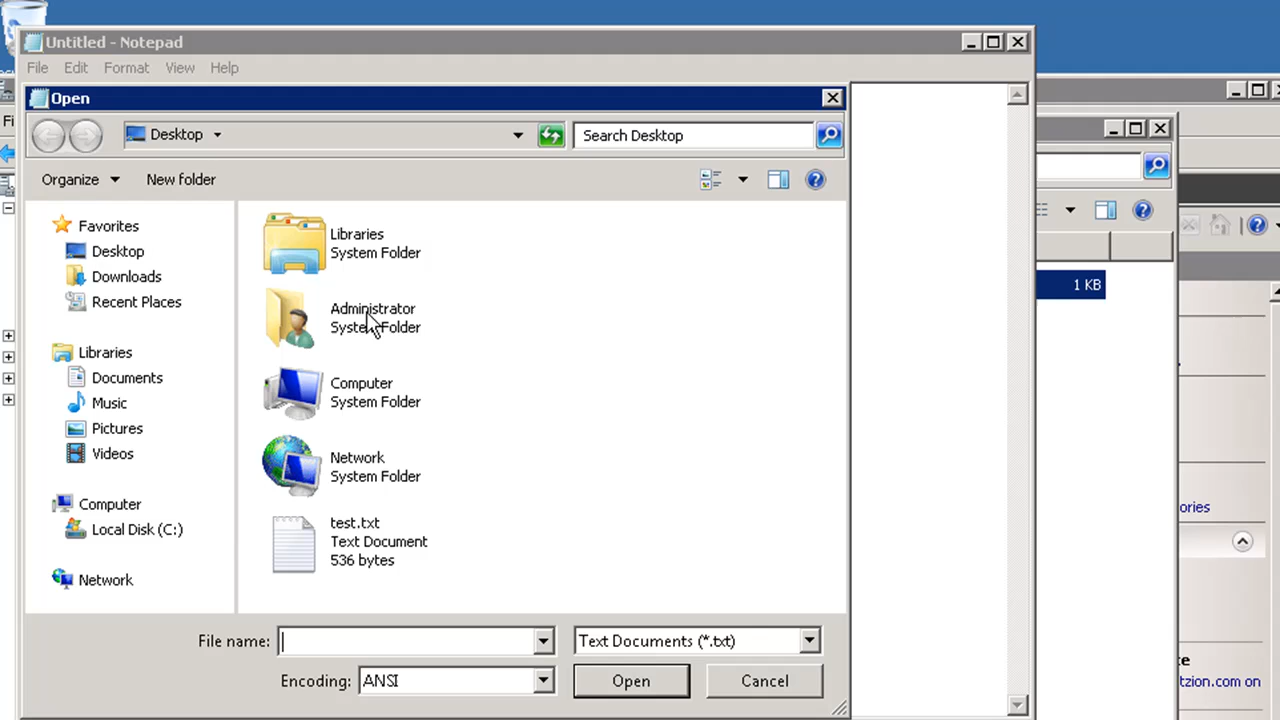 Untitled - Notepad
File Edit Format View Help
Open
Desktop
Search Desktop
Organize New folder
Favorites
Desktop
Downloads
Recent Places
Libraries
Documents
Music
Pictures
Videos
Computer
Local Disk (C:)
Network
Libraries
System Folder
Administrator
System Folder
Computer
System Folder
Network
System Folder
test.txt
Text Document
536 bytes
File name:
Text Documents (*.txt)
Encoding: ANSI
Open Cancel
Fi
1 KB
ories
te
tzion.com on